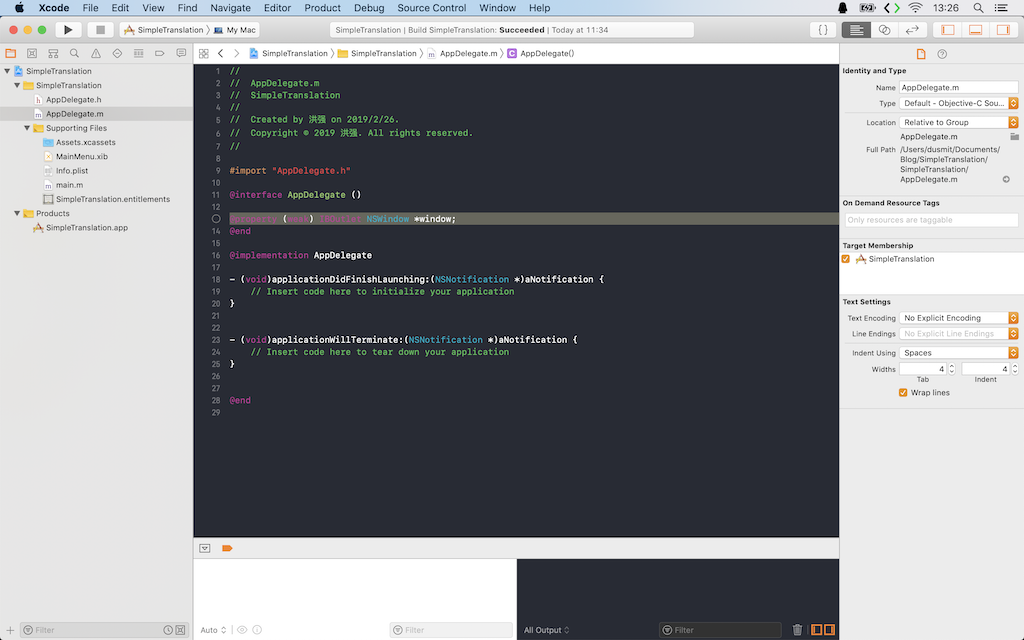 Xcode File Edit View Find Navigate Editor Product Debug Source Control Window Help 13:26
SimpleTranslation 〉 My Mac
SimpleTranslation | Build SimpleTranslation: Succeeded | Today at 11:34
{ }
SimpleTranslation 〉 SimpleTranslation 〉 AppDelegate.m 〉 C AppDelegate()
SimpleTranslation
SimpleTranslation
h AppDelegate.h
m AppDelegate.m
Supporting Files
Assets.xcassets
MainMenu.xib
Info.plist
m main.m
SimpleTranslation.entitlements
Products
SimpleTranslation.app
Filter
1 //
2 // AppDelegate.m
3 // SimpleTranslation
4 //
5 // Created by 洪强 on 2019/2/26.
6 // Copyright © 2019 洪强. All rights reserved.
7 //
8
9 #import "AppDelegate.h"
10
11 @interface AppDelegate ()
12
@property (weak) IBOutlet NSWindow *window;
14 @end
15
16 @implementation AppDelegate
17
18 - (void)applicationDidFinishLaunching:(NSNotification *)aNotification {
19 // Insert code here to initialize your application
20 }
21
22
23 - (void)applicationWillTerminate:(NSNotification *)aNotification {
24 // Insert code here to tear down your application
25 }
26
27
28 @end
29
Auto
Filter
All Output
Filter
Identity and Type
Name AppDelegate.m
Type Default - Objective-C Sou...
Location Relative to Group
AppDelegate.m
Full Path /Users/dusmit/Documents/
Blog/SimpleTranslation/
SimpleTranslation/
AppDelegate.m
On Demand Resource Tags
Only resources are taggable
Target Membership
SimpleTranslation
Text Settings
Text Encoding No Explicit Encoding
Line Endings No Explicit Line Endings
Indent Using Spaces
Widths 4 4
Tab Indent
Wrap lines